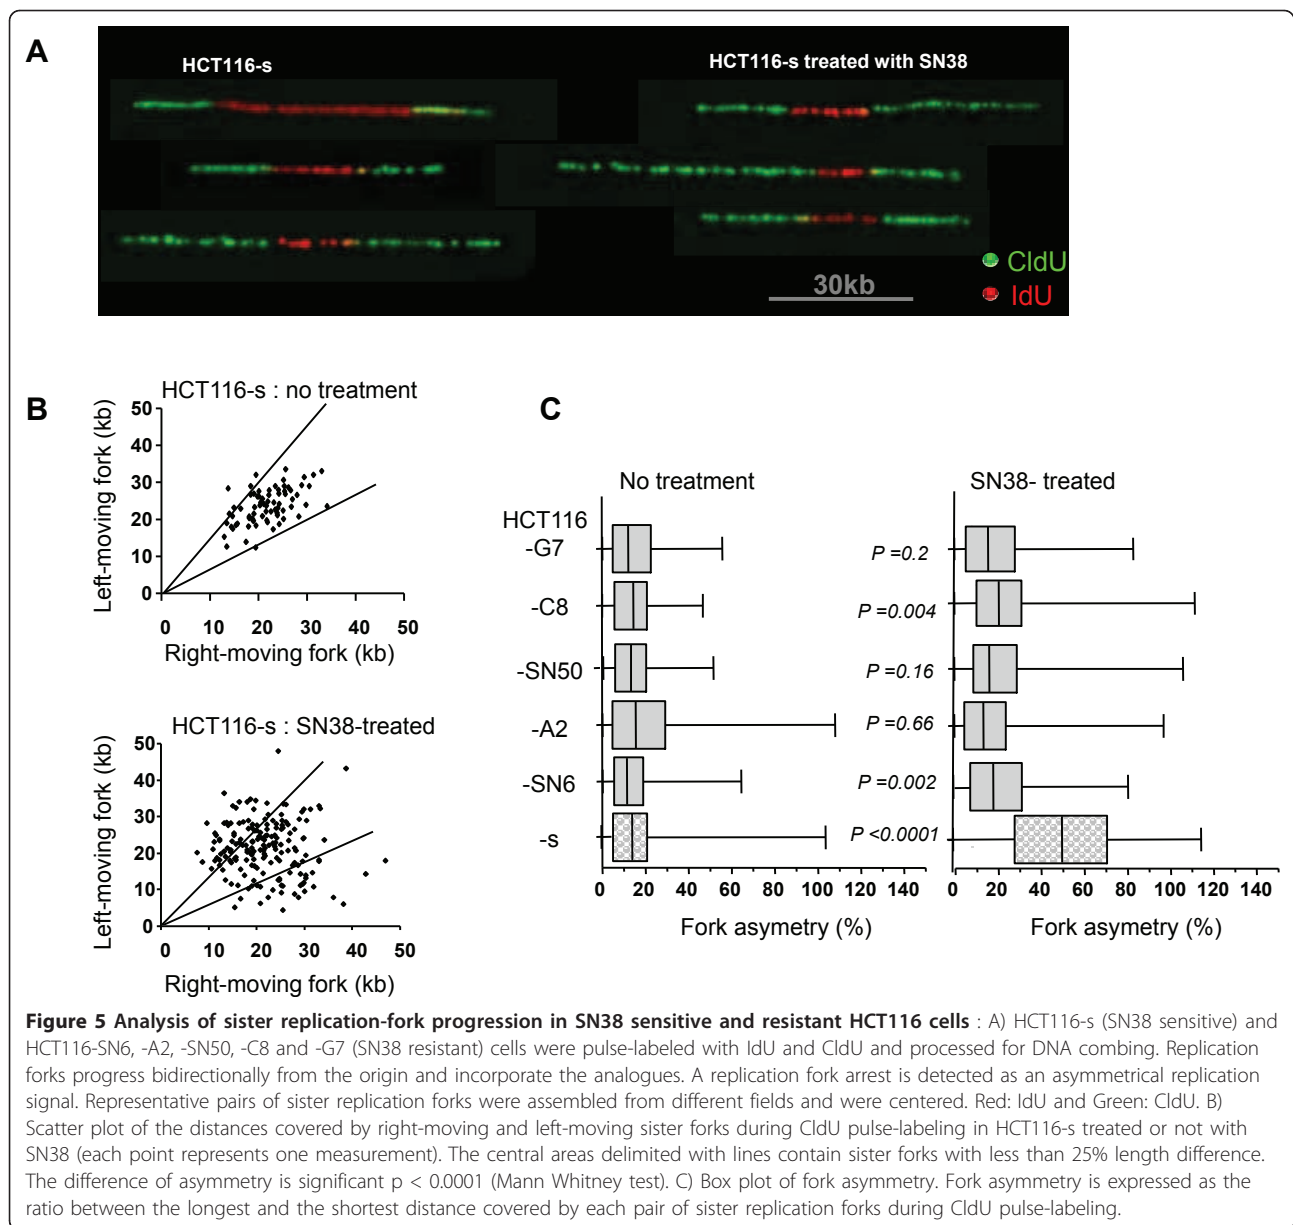 A
HCT116-s
HCT116-s treated with SN38
CldU
30kb
IdU
B
HCT116-s : no treatment
Left-moving fork (kb)
50
40
30
20
10
0
0 10 20 30 40 50
Right-moving fork (kb)
HCT116-s : SN38-treated
Left-moving fork (kb)
50
40
30
20
10
0
0 10 20 30 40 50
Right-moving fork (kb)
C
No treatment
SN38- treated
HCT116
-G7
-C8
-SN50
-A2
-SN6
-s
0 20 40 60 80 100 120 140
Fork asymetry (%)
P =0.2
P =0.004
P =0.16
P =0.66
P =0.002
P <0.0001
0 20 40 60 80 100 120 140
Fork asymetry (%)
Figure 5 Analysis of sister replication-fork progression in SN38 sensitive and resistant HCT116 cells : A) HCT116-s (SN38 sensitive) and
HCT116-SN6, -A2, -SN50, -C8 and -G7 (SN38 resistant) cells were pulse-labeled with IdU and CldU and processed for DNA combing. Replication
forks progress bidirectionally from the origin and incorporate the analogues. A replication fork arrest is detected as an asymmetrical replication
signal. Representative pairs of sister replication forks were assembled from different fields and were centered. Red: IdU and Green: CldU. B)
Scatter plot of the distances covered by right-moving and left-moving sister forks during CldU pulse-labeling in HCT116-s treated or not with
SN38 (each point represents one measurement). The central areas delimited with lines contain sister forks with less than 25% length difference.
The difference of asymmetry is significant p < 0.0001 (Mann Whitney test). C) Box plot of fork asymmetry. Fork asymmetry is expressed as the
ratio between the longest and the shortest distance covered by each pair of sister replication forks during CldU pulse-labeling.